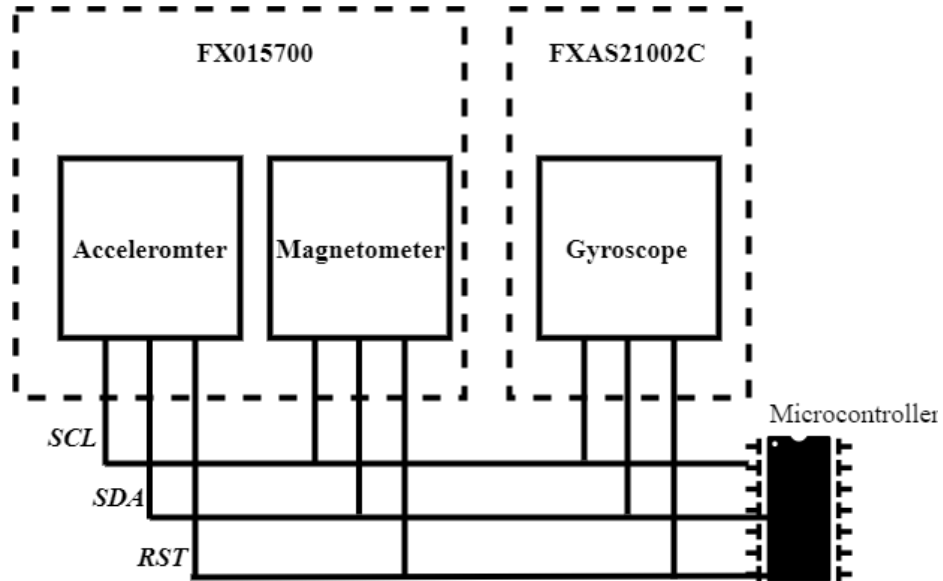 FX015700
FXAS21002C
Acceleromter
Magnetometer
Gyroscope
Microcontroller
SCL
SDA
RST